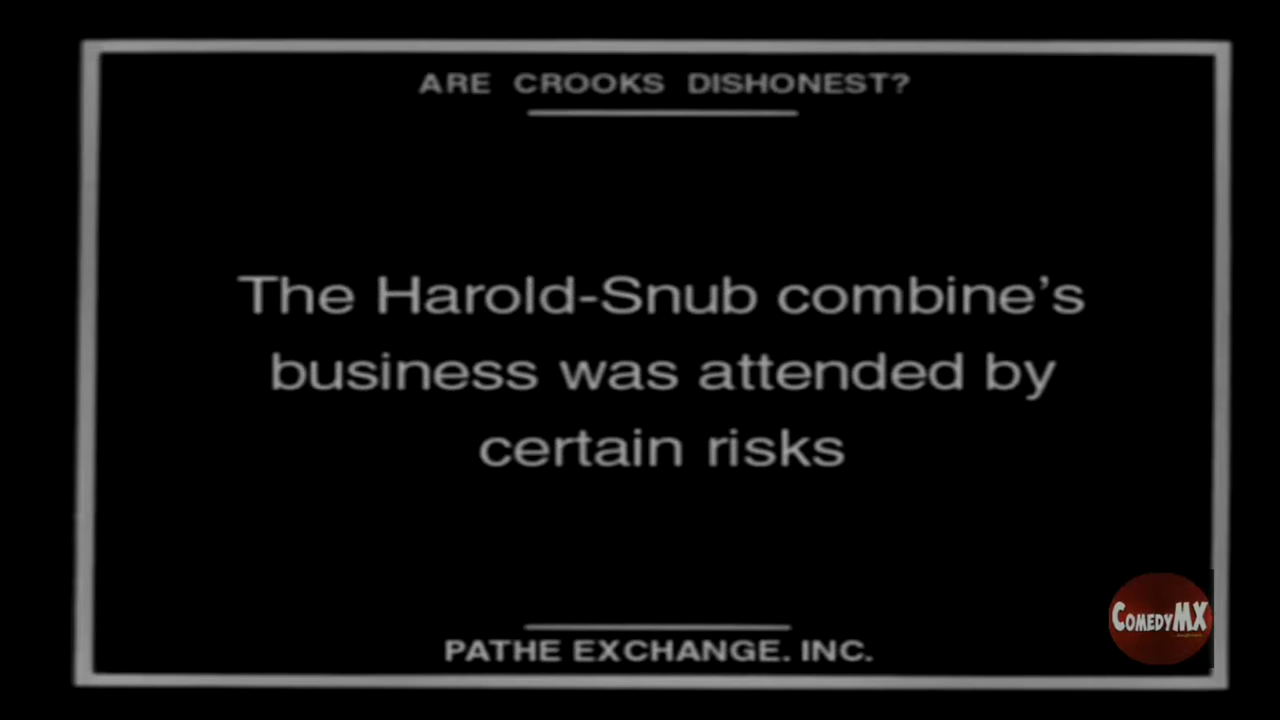 ARE CROOKS DISHONEST?
The Harold-Snub combine's
business was attended by
certain risks
PATHE EXCHANGE. INC.
COMEDYMX